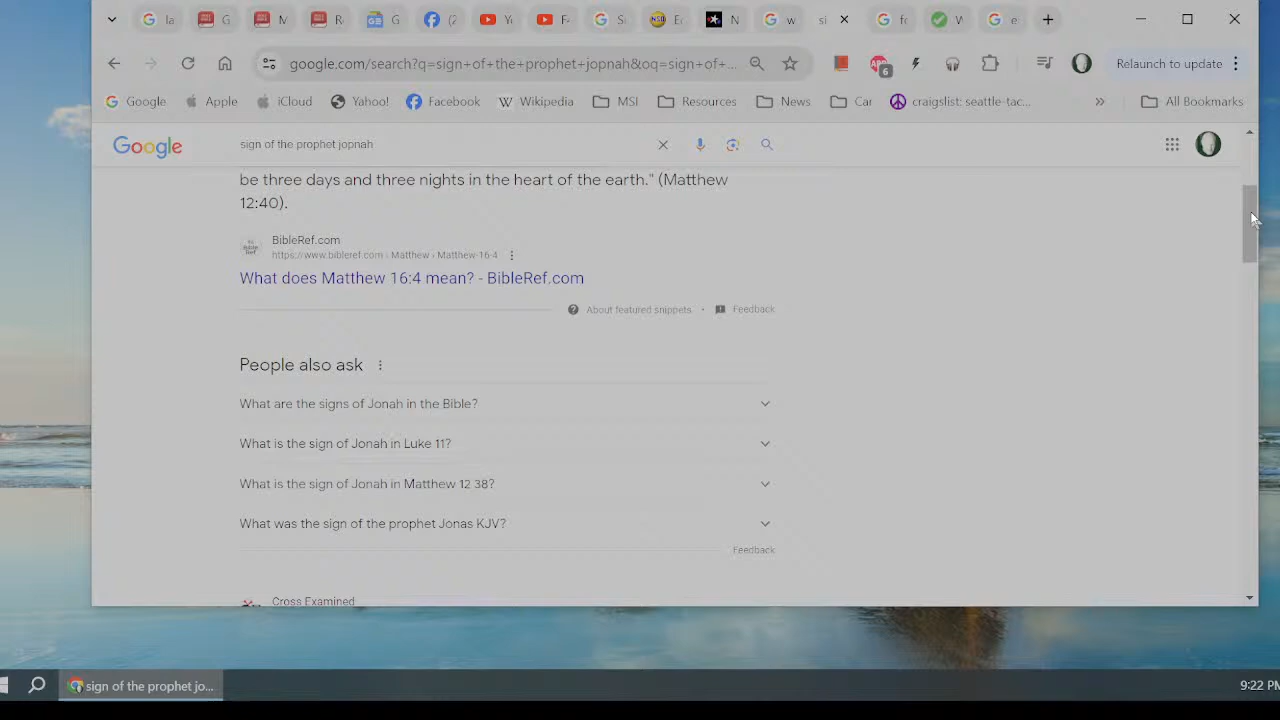 la
G
M
R
G
(2
Y
F
S
E
N
w
si
fo
V
e
google.com/search?q=sign+of+the+prophet+jopnah&oq=sign+of+...
6
Relaunch to update
Google
Apple
iCloud
Yahoo!
Facebook
Wikipedia
MSI
Resources
News
Car
craigslist: seattle-tac...
»
All Bookmarks
Google
sign of the prophet jopnah
be three days and three nights in the heart of the earth." (Matthew
12:40).
BibleRef.com
https://www.bibleref.com › Matthew › Matthew-16-4
What does Matthew 16:4 mean? - BibleRef.com
About featured snippets
Feedback
People also ask
What are the signs of Jonah in the Bible?
What is the sign of Jonah in Luke 11?
What is the sign of Jonah in Matthew 12 38?
What was the sign of the prophet Jonas KJV?
Feedback
Cross Examined
sign of the prophet jo...
9:22 PM